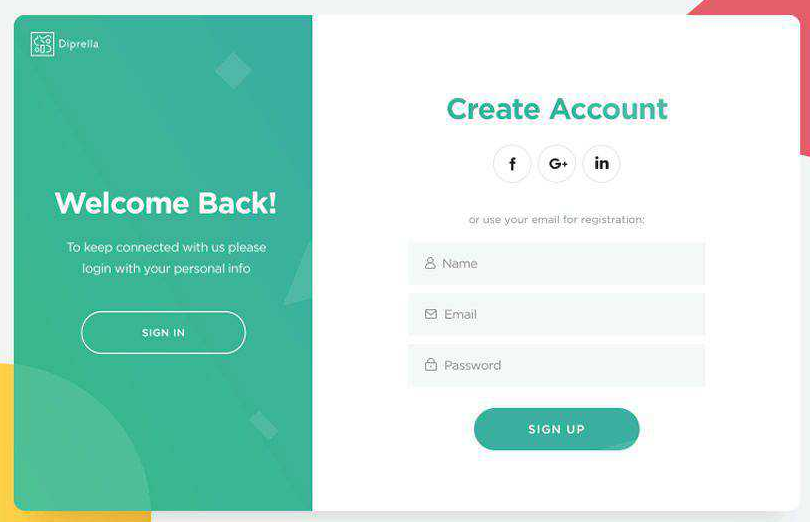 Diprella
Welcome Back!
To keep connected with us please
login with your personal info
SIGN IN
Create Account
f
G+
in
or use your email for registration:
Name
Email
Password
SIGN UP